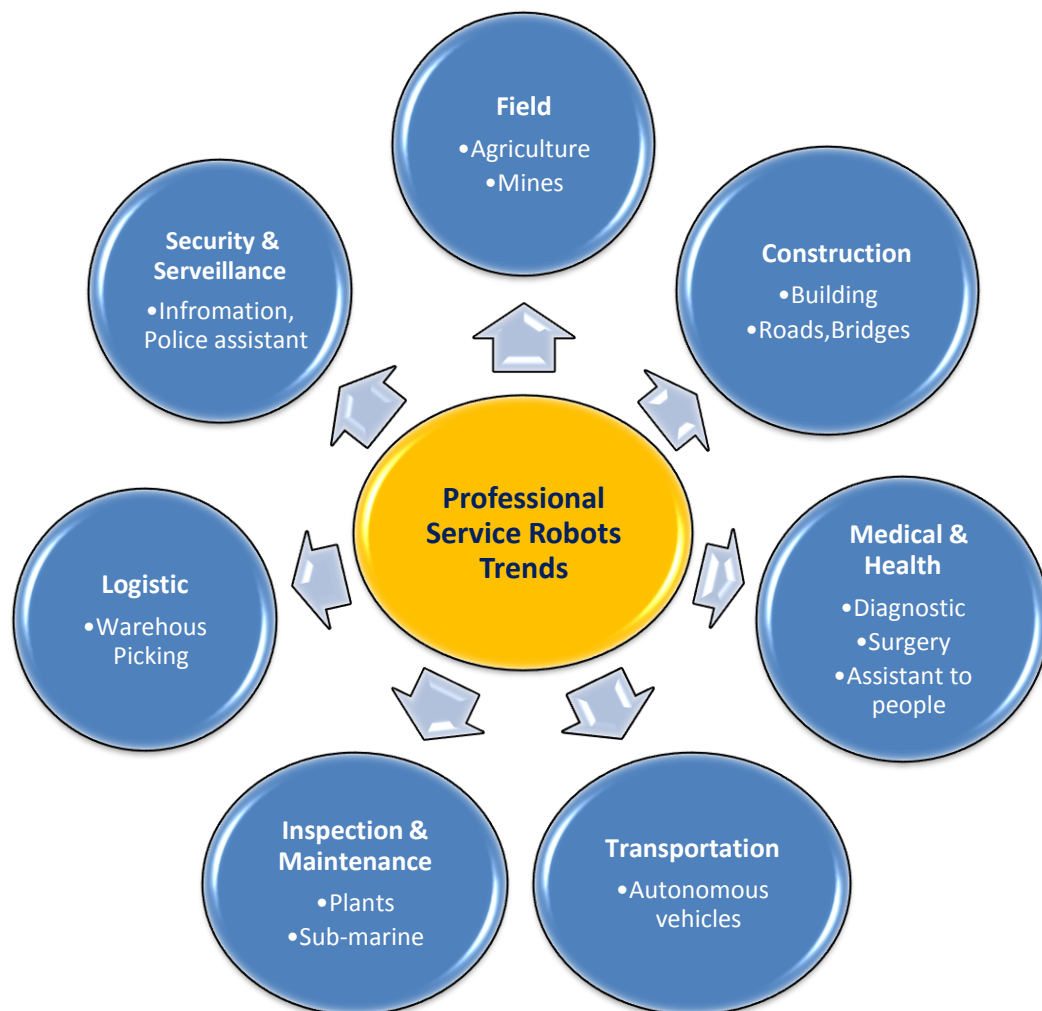 Field
•Agriculture
•Mines
Security &
Serveillance
•Infromation,
Police assistant
Construction
•Building
•Roads,Bridges
Professional
Service Robots
Trends
Medical &
Health
•Diagnostic
•Surgery
•Assistant to
people
Logistic
•Warehous
Picking
Inspection &
Maintenance
•Plants
•Sub-marine
Transportation
•Autonomous
vehicles